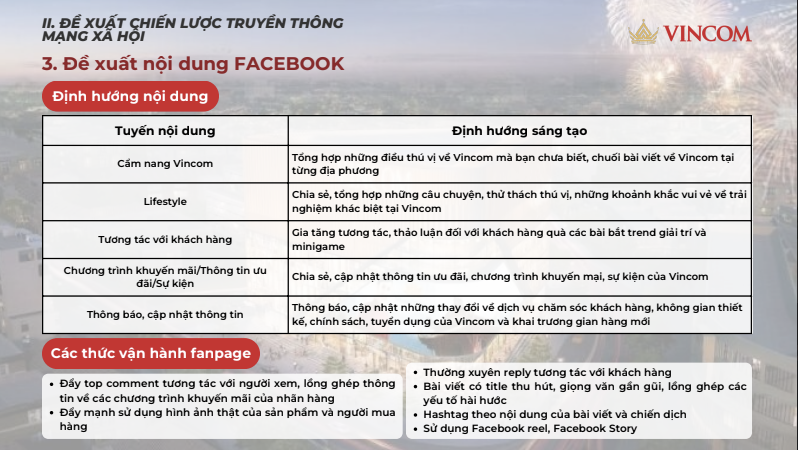 II. ĐỀ XUẤT CHIẾN LƯỢC TRUYỀN THÔNG
MẠNG XÃ HỘI
VINCOM
3. Đề xuất nội dung FACEBOOK
Định hướng nội dung
Tuyến nội dung
Định hướng sáng tạo
Cẩm nang Vincom
Tổng hợp những điều thú vị về Vincom mà bạn chưa biết, chuỗi bài viết về Vincom tại
từng địa phương
Lifestyle
Chia sẻ, tổng hợp những câu chuyện, thử thách thú vị, những khoảnh khắc vui vẻ về trải
nghiệm khác biệt tại Vincom
Tương tác với khách hàng
Gia tăng tương tác, thảo luận đối với khách hàng quà các bài bắt trend giải trí và
minigame
Chương trình khuyến mãi/Thông tin ưu
đãi/Sự kiện
Chia sẻ, cập nhật thông tin ưu đãi, chương trình khuyến mại, sự kiện của Vincom
Thông báo, cập nhật thông tin
Thông báo, cập nhật những thay đổi về dịch vụ chăm sóc khách hàng, không gian thiết
kế, chính sách, tuyển dụng của Vincom và khai trương gian hàng mới
Các thức vận hành fanpage
• Đẩy top comment tương tác với người xem, lồng ghép thông
tin về các chương trình khuyến mãi của nhãn hàng
• Đẩy mạnh sử dụng hình ảnh thật của sản phẩm và người mua
hàng
• Thường xuyên reply tương tác với khách hàng
• Bài viết có title thu hút, giọng văn gần gũi, lồng ghép các
yếu tố hài hước
• Hashtag theo nội dung của bài viết và chiến dịch
• Sử dụng Facebook reel, Facebook Story